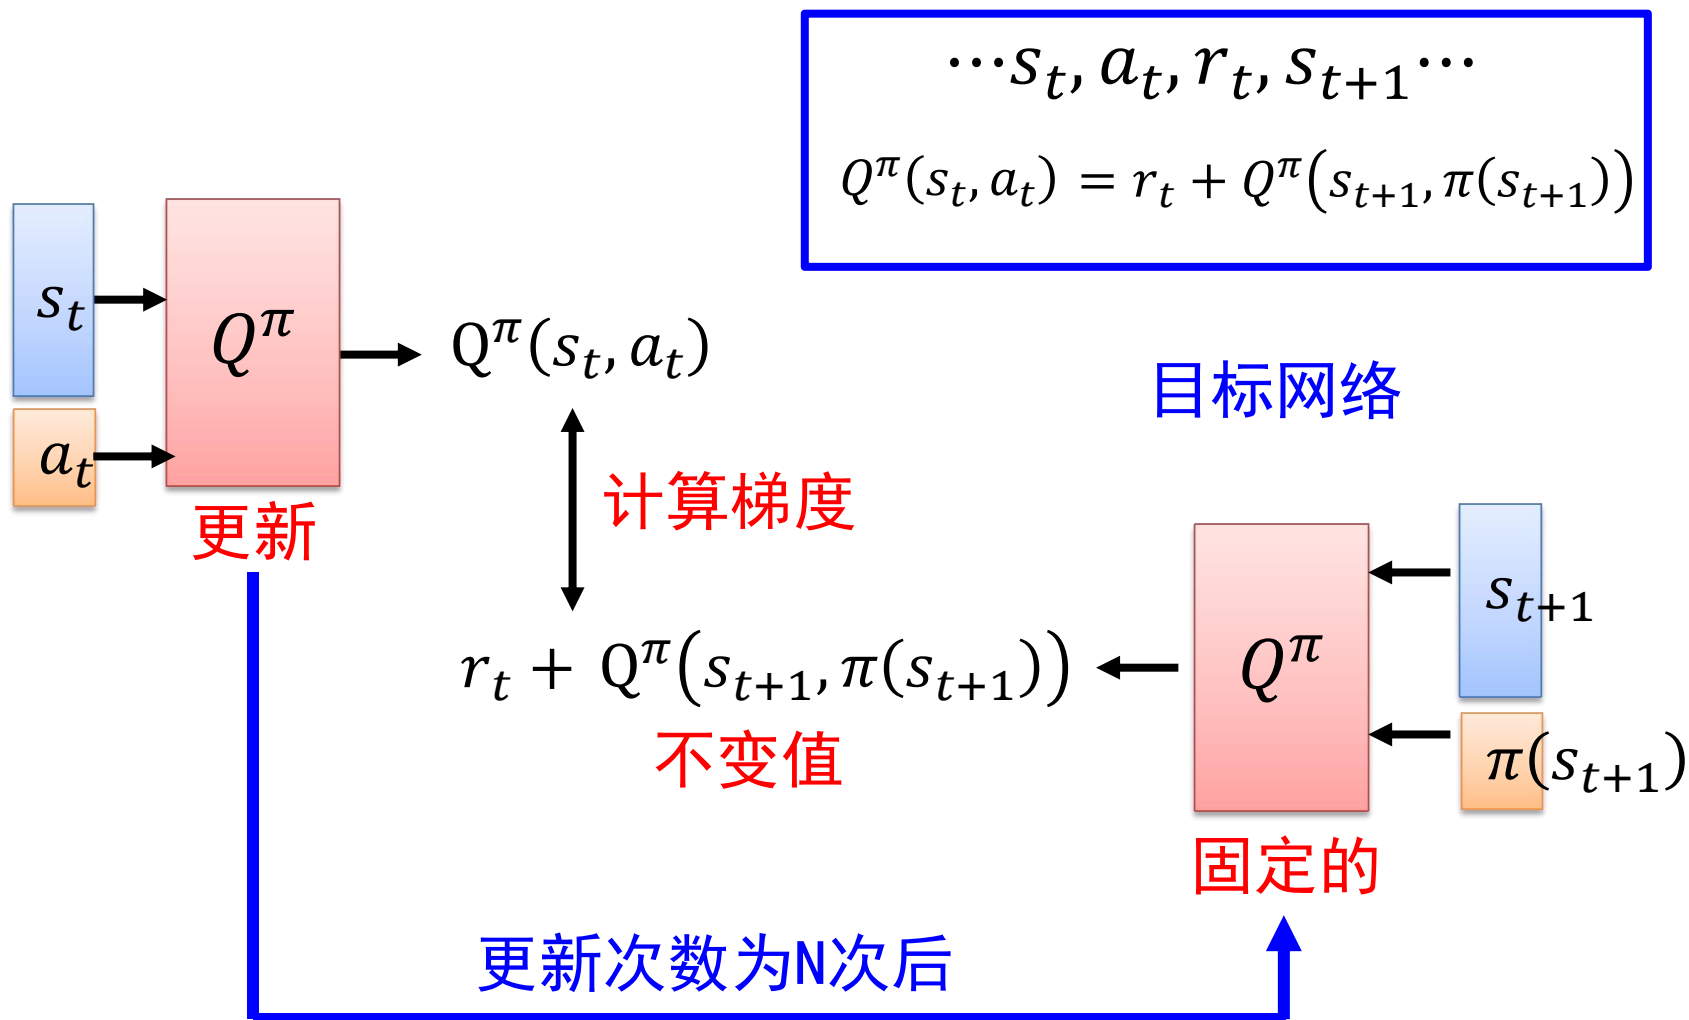 ⋯s_t, a_t, r_t, s_{t+1}⋯
Q^π(s_t, a_t) = r_t + Q^π(s_{t+1}, π(s_{t+1}))
s_t
a_t
Q^π
更新
Q^π(s_t, a_t)
目标网络
计算梯度
r_t + Q^π(s_{t+1}, π(s_{t+1}))
不变值
Q^π
s_{t+1}
π(s_{t+1})
固定的
更新次数为N次后